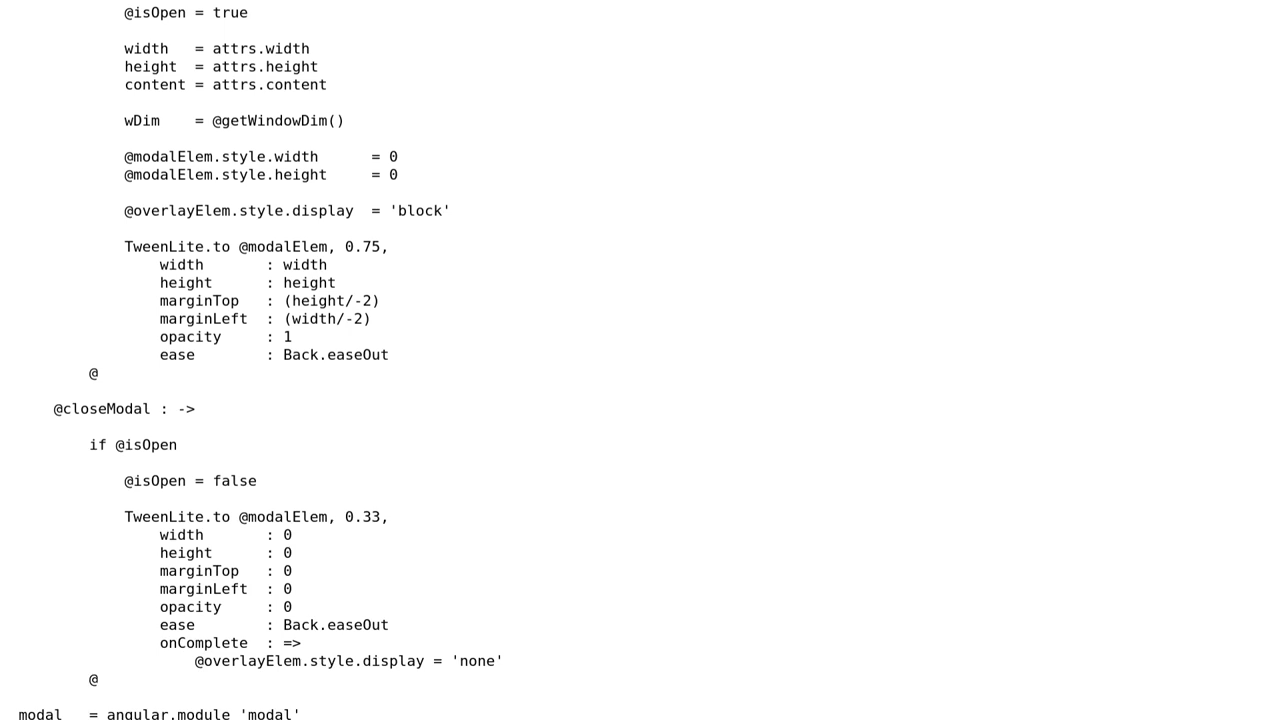 @isOpen = true

            width   = attrs.width
            height  = attrs.height
            content = attrs.content

            wDim    = @getWindowDim()

            @modalElem.style.width      = 0
            @modalElem.style.height     = 0

            @overlayElem.style.display  = 'block'

            TweenLite.to @modalElem, 0.75,
                width       : width
                height      : height
                marginTop   : (height/-2)
                marginLeft  : (width/-2)
                opacity     : 1
                ease        : Back.easeOut
        @

    @closeModal : ->

        if @isOpen

            @isOpen = false

            TweenLite.to @modalElem, 0.33,
                width       : 0
                height      : 0
                marginTop   : 0
                marginLeft  : 0
                opacity     : 0
                ease        : Back.easeOut
                onComplete  : =>
                    @overlayElem.style.display = 'none'
        @

modal   = angular.module 'modal'